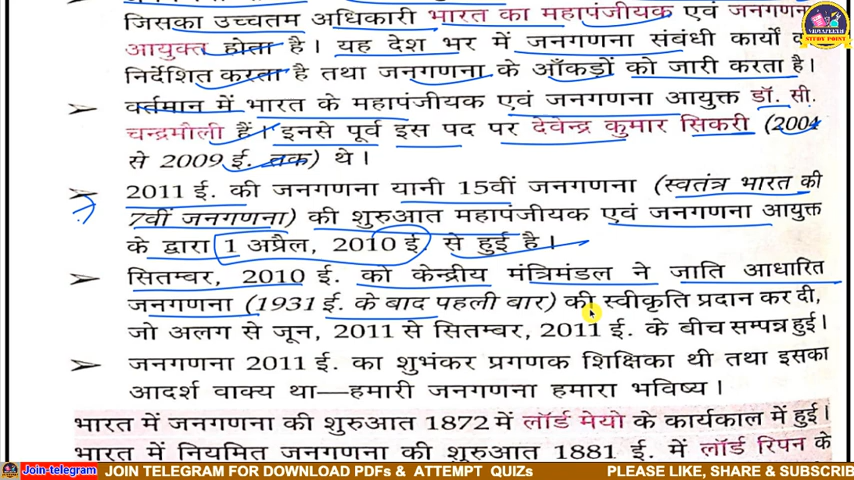 जिसका उच्चतम अधिकारी भारत का महापंजीयक एवं जनगणना
आयुक्त होता है। यह देश भर में जनगणना संबंधी कार्यों
निर्देशित करता है तथा जनगणना के आँकड़ों को जारी करता है।
➢ वर्तमान में भारत के महापंजीयक एवं जनगणना आयुक्त डॉ. सी.
चन्द्रमौली हैं। इनसे पूर्व इस पद पर देवेन्द्र कुमार सिकरी (2004
से 2009 ई. तक) थे।
➢ 2011 ई. की जनगणना यानी 15वीं जनगणना (स्वतंत्र भारत की
7वीं जनगणना) की शुरुआत महापंजीयक एवं जनगणना आयुक्त
के द्वारा 1 अप्रैल, 2010 ई. से हुई है।
➢ सितम्बर, 2010 ई. को केन्द्रीय मंत्रिमंडल ने जाति आधारित
जनगणना (1931 ई. के बाद पहली बार) की स्वीकृति प्रदान कर दी,
जो अलग से जून, 2011 से सितम्बर, 2011 ई. के बीच सम्पन्न हुई।
➢ जनगणना 2011 ई. का शुभंकर प्रगणक शिक्षिका थी तथा इसका
आदर्श वाक्य था—हमारी जनगणना हमारा भविष्य।
भारत में जनगणना की शुरुआत 1872 में लॉर्ड मेयो के कार्यकाल में हुई।
भारत में नियमित जनगणना की शुरुआत 1881 ई. में लॉर्ड रिपन के
STUDY POINT
Join-telegram JOIN TELEGRAM FOR DOWNLOAD PDFs & ATTEMPT QUIZs PLEASE LIKE, SHARE & SUBSCRIB